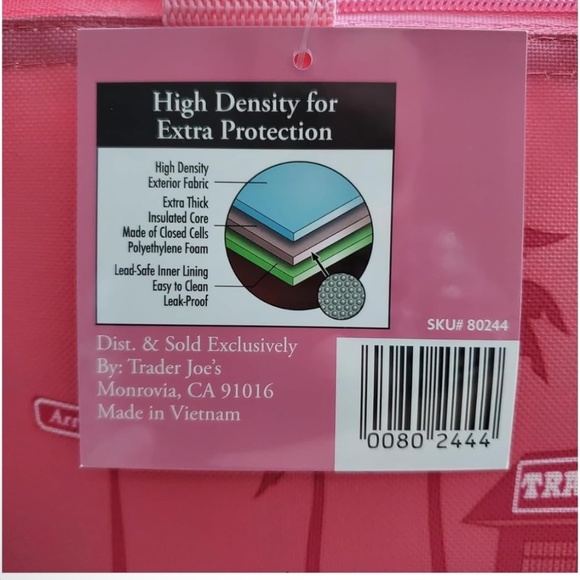 High Density for
Extra Protection
High Density
Exterior Fabric
Extra Thick
Insulated Core
Made of Closed Cells
Polyethylene Foam
Lead-Safe Inner Lining
Easy to Clean
Leak-Proof
SKU# 80244
Dist. & Sold Exclusively
By: Trader Joe's
Monrovia, CA 91016
Made in Vietnam
0080 2444